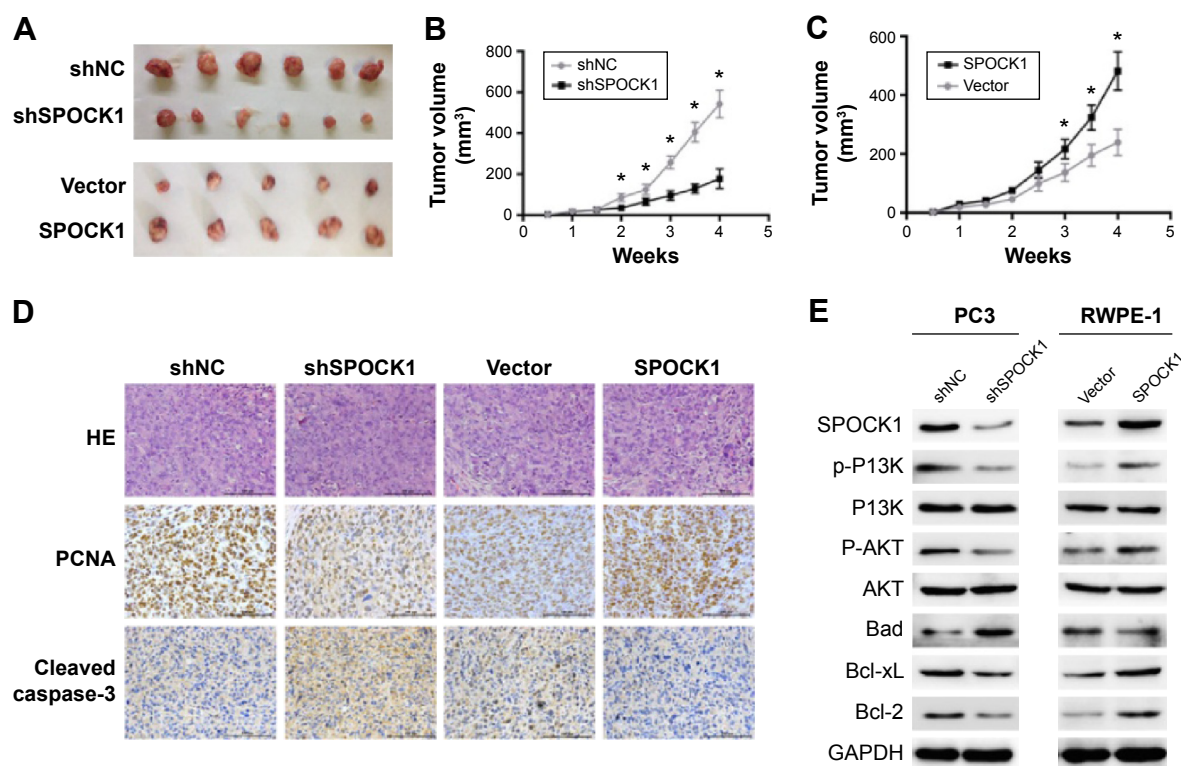 A
shNC
shSPOCK1
Vector
SPOCK1
B
Tumor volume
(mm³)
800
600
400
200
0
0 1 2 3 4 5
Weeks
shNC
shSPOCK1
* * * * *
C
Tumor volume
(mm³)
600
400
200
0
0 1 2 3 4 5
Weeks
SPOCK1
Vector
* * *
D
shNC shSPOCK1 Vector SPOCK1
HE
PCNA
Cleaved
caspase-3
E
PC3 RWPE-1
shNC shSPOCK1 Vector SPOCK1
SPOCK1
p-P13K
P13K
P-AKT
AKT
Bad
Bcl-xL
Bcl-2
GAPDH